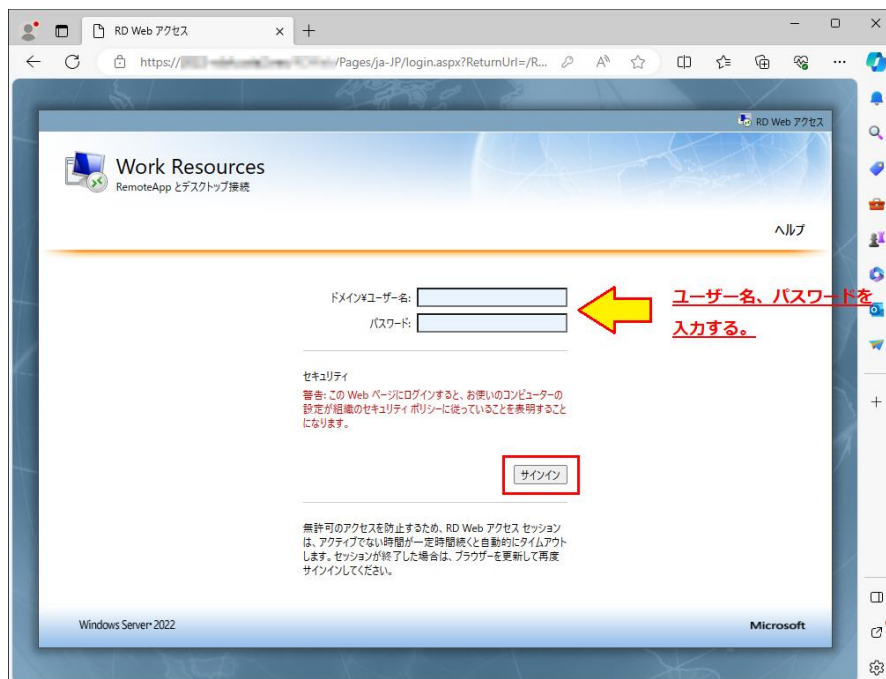 RD Web アクセス
https://
/Pages/ja-JP/login.aspx?ReturnUrl=/R...
RD Web アクセス
Work Resources
RemoteApp とデスクトップ接続
ヘルプ
ドメイン¥ユーザー名:
パスワード:
ユーザー名、パスワードを
入力する。
セキュリティ
警告: この Web ページにログインすると、お使いのコンピューターの
設定が組織のセキュリティ ポリシーに従っていることを表明すること
になります。
サインイン
無許可のアクセスを防止するため、RD Web アクセス セッション
は、アクティブでない時間が一定時間続くと自動的にタイムアウト
します。セッションが終了した場合は、ブラウザーを更新して再度
サインインしてください。
Windows Server 2022
Microsoft